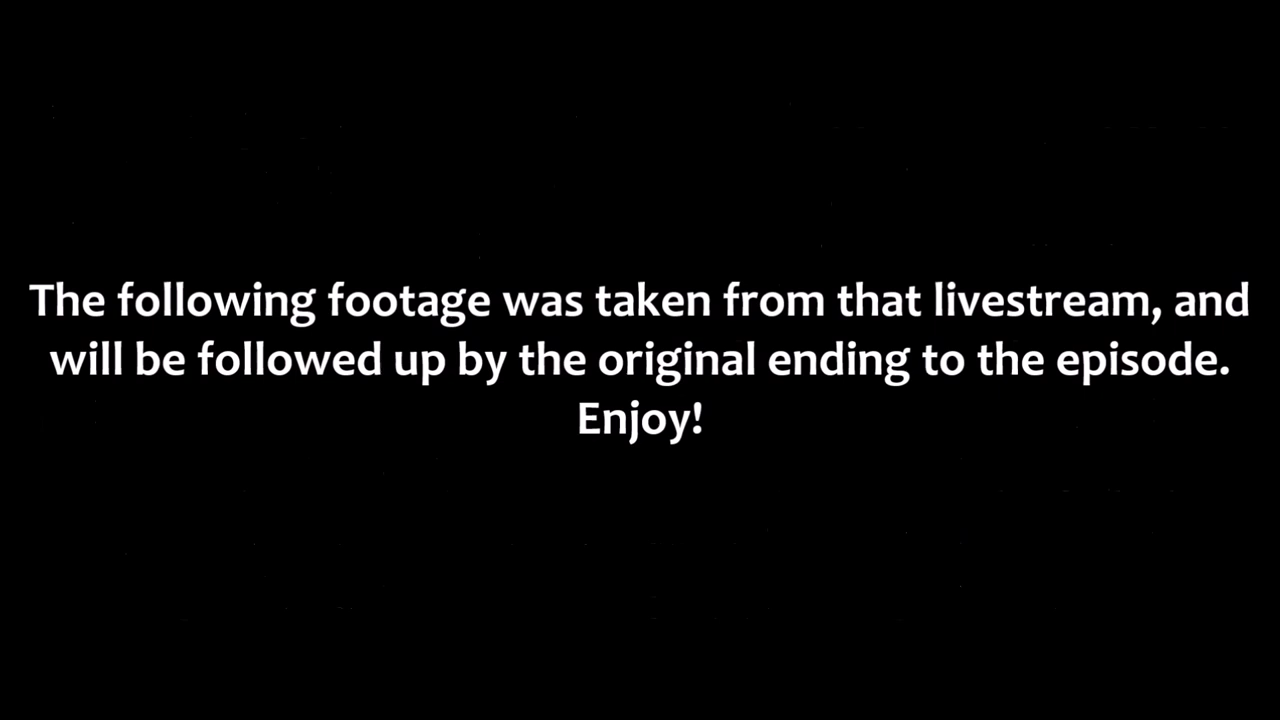 The following footage was taken from that livestream, and
will be followed up by the original ending to the episode.
Enjoy!